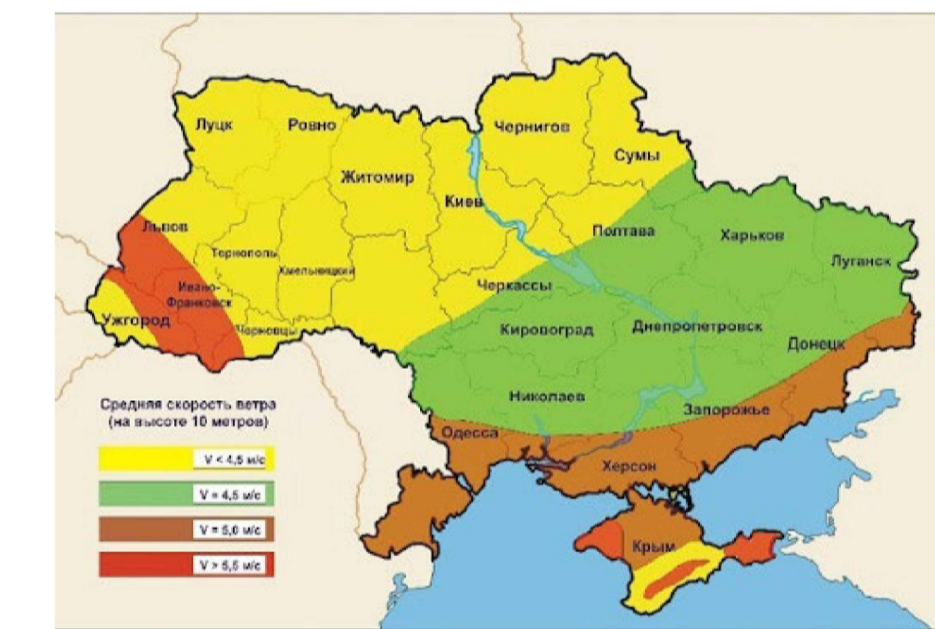 Луцк
Ровно
Чернигов
Сумы
Житомир
Киев
Львов
Полтава
Харьков
Тернополь
Хмельницкий
Луганск
Ивано-
Франковск
Черкассы
Ужгород
Черновцы
Кировоград
Днепропетровск
Донецк
Николаев
Запорожье
Одесса
Херсон
Крым
Средняя скорость ветра
(на высоте 10 метров)
V < 4,5 м/с
V = 4,5 м/с
V = 5,0 м/с
V > 5,5 м/с